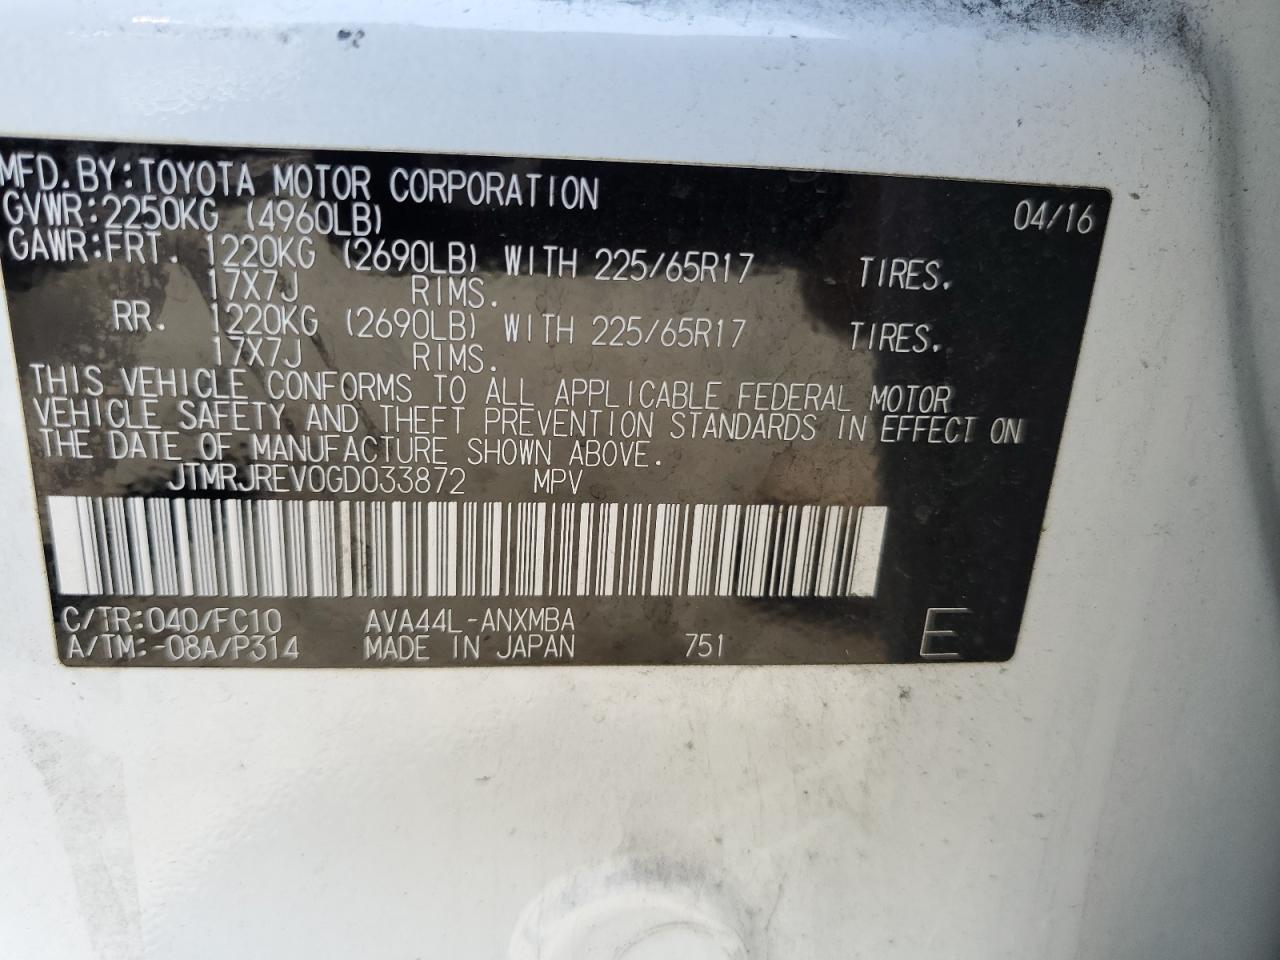 MFD. BY: TOYOTA MOTOR CORPORATION 04/16
GVWR: 2250KG (4960LB)
GAWR: FRT. 1220KG (2690LB) WITH 225/65R17 TIRES.
17X7J RIMS.
RR. 1220KG (2690LB) WITH 225/65R17 TIRES.
17X7J RIMS.
THIS VEHICLE CONFORMS TO ALL APPLICABLE FEDERAL MOTOR
VEHICLE SAFETY AND THEFT PREVENTION STANDARDS IN EFFECT ON
THE DATE OF MANUFACTURE SHOWN ABOVE.
JTMRJREV0GD033872 MPV
C/TR: 040/FC10 AVA44L-ANXMBA
A/TM: -08A/P314 MADE IN JAPAN 751 E